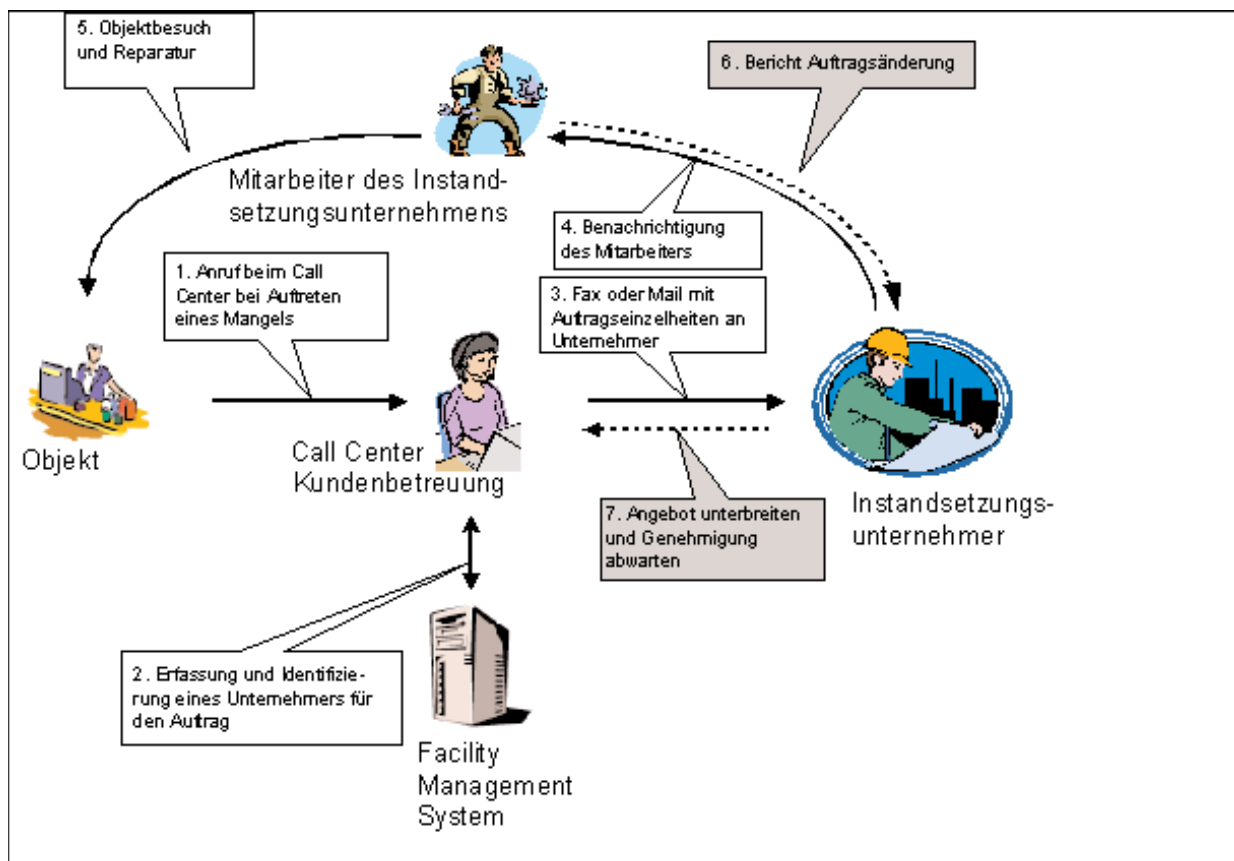 5. Objektbesuch
und Reparatur
6. Bericht Auftragsänderung
Mitarbeiter des Instand-
setzungsunternehmens
4. Benachrichtigung
des Mitarbeiters
1. Anruf beim Call
Center bei Auftreten
eines Mangels
3. Fax oder Mail mit
Auftragseinzelheiten an
Unternehmer
Objekt
Call Center
Kundenbetreuung
Instandsetzungs-
unternehmer
7. Angebot unterbreiten
und Genehmigung
abwarten
2. Erfassung und Identifizie-
rung eines Unternehmers für
den Auftrag
Facility
Management
System